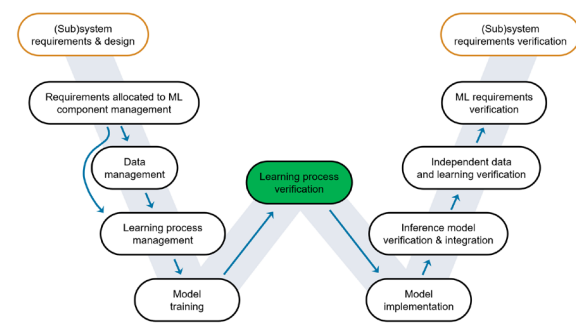 (Sub)system
requirements & design
(Sub)system
requirements verification
Requirements allocated to ML
component management
ML requirements
verification
Data
management
Learning process
verification
Independent data
and learning verification
Learning process
management
Inference model
verification & integration
Model
training
Model
implementation